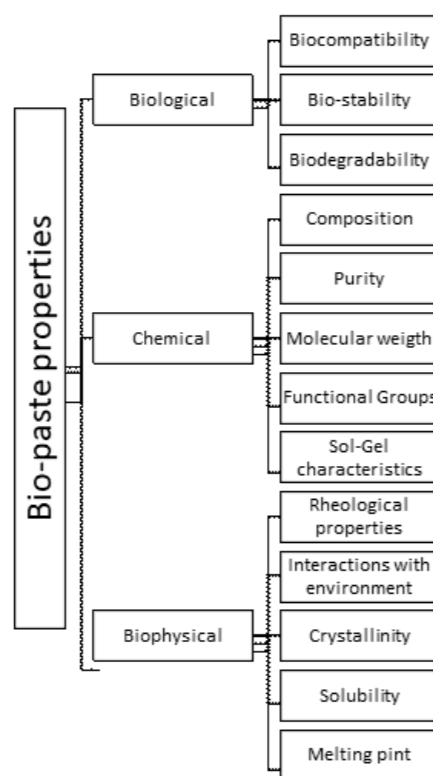 Bio-paste properties
Biological
Biocompatibility
Bio-stability
Biodegradability
Chemical
Composition
Purity
Molecular weigth
Functional Groups
Sol-Gel
characteristics
Biophysical
Rheological
properties
Interactions with
environment
Crystallinity
Solubility
Melting pint